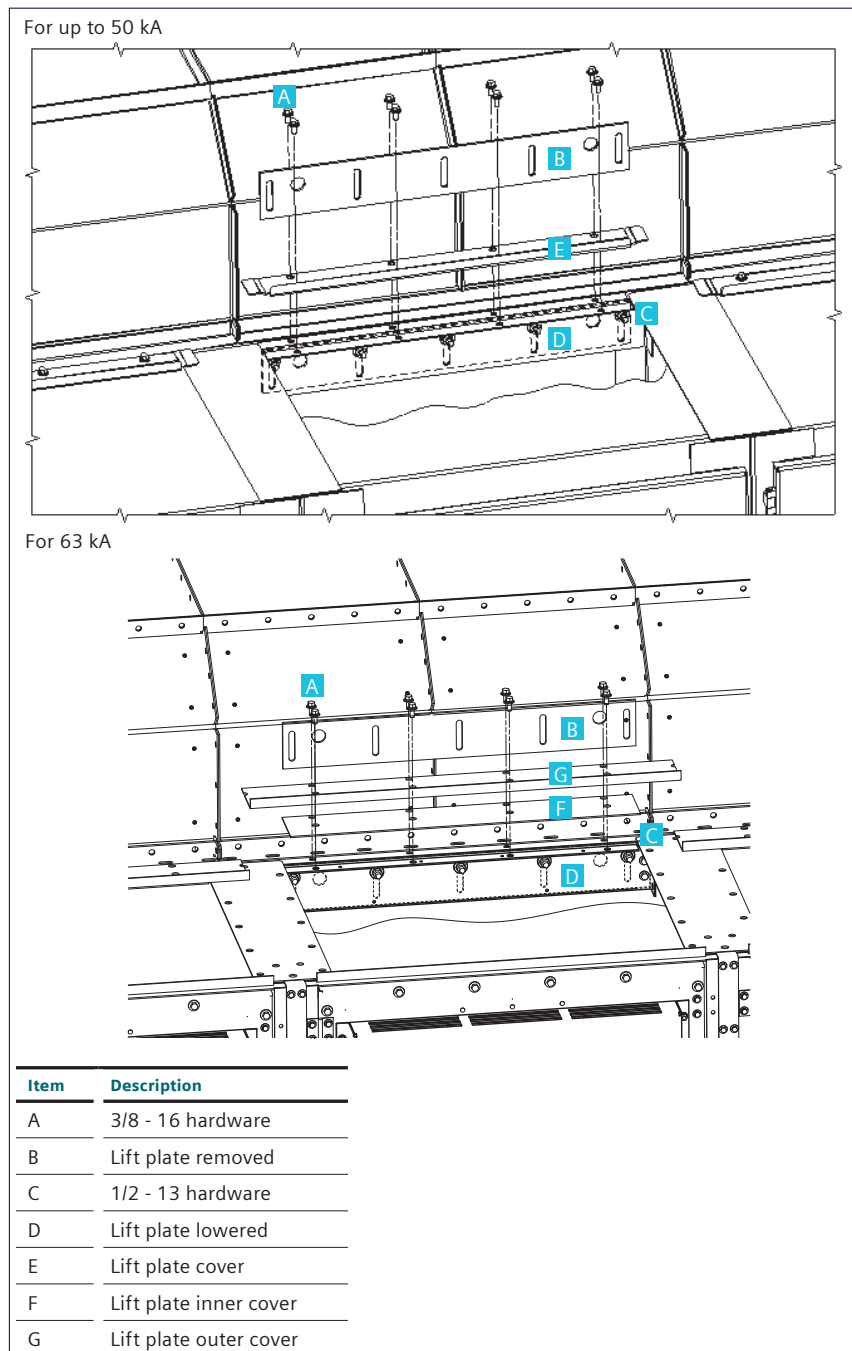 For up to 50 kA
A
B
E
C
D
For 63 kA
A
B
G
F
C
D
Item Description
A 3/8 - 16 hardware
B Lift plate removed
C 1/2 - 13 hardware
D Lift plate lowered
E Lift plate cover
F Lift plate inner cover
G Lift plate outer cover